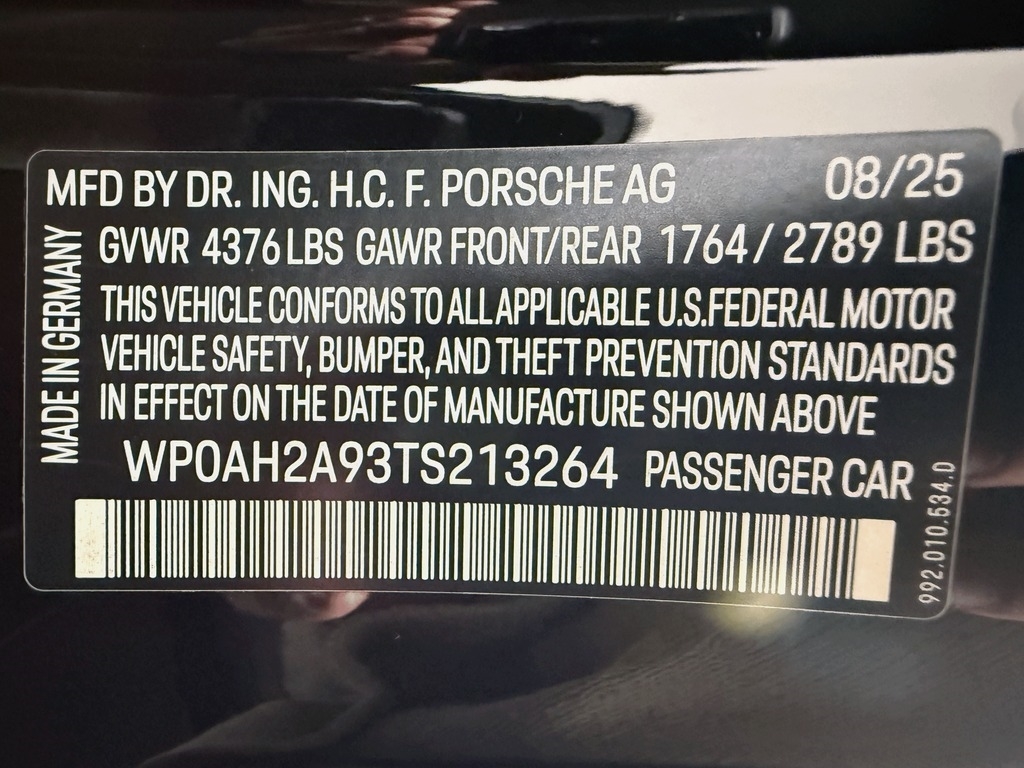 MFD BY DR. ING. H.C. F. PORSCHE AG 08/25
GVWR 4376 LBS GAWR FRONT/REAR 1764 / 2789 LBS
THIS VEHICLE CONFORMS TO ALL APPLICABLE U.S.FEDERAL MOTOR
VEHICLE SAFETY, BUMPER, AND THEFT PREVENTION STANDARDS
IN EFFECT ON THE DATE OF MANUFACTURE SHOWN ABOVE
WP0AH2A93TS213264 PASSENGER CAR
MADE IN GERMANY
992.010.534.D